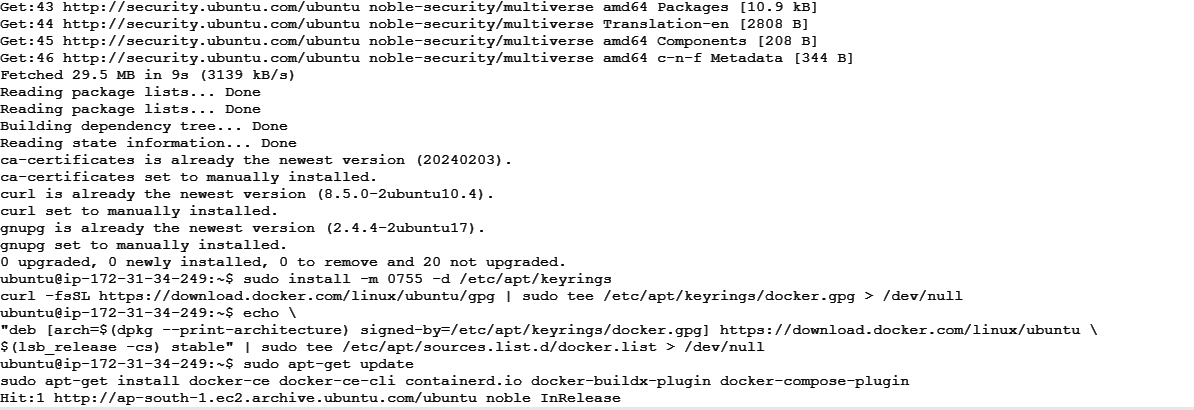 Get:43 http://security.ubuntu.com/ubuntu noble-security/multiverse amd64 Packages [10.9 kB]
Get:44 http://security.ubuntu.com/ubuntu noble-security/multiverse Translation-en [2808 B]
Get:45 http://security.ubuntu.com/ubuntu noble-security/multiverse amd64 Components [208 B]
Get:46 http://security.ubuntu.com/ubuntu noble-security/multiverse amd64 c-n-f Metadata [344 B]
Fetched 29.5 MB in 9s (3139 kB/s)
Reading package lists... Done
Reading package lists... Done
Building dependency tree... Done
Reading state information... Done
ca-certificates is already the newest version (20240203).
ca-certificates set to manually installed.
curl is already the newest version (8.5.0-2ubuntu10.4).
curl set to manually installed.
gnupg is already the newest version (2.4.4-2ubuntu17).
gnupg set to manually installed.
0 upgraded, 0 newly installed, 0 to remove and 20 not upgraded.
ubuntu@ip-172-31-34-249:~$ sudo install -m 0755 -d /etc/apt/keyrings
curl -fsSL https://download.docker.com/linux/ubuntu/gpg | sudo tee /etc/apt/keyrings/docker.gpg > /dev/null
ubuntu@ip-172-31-34-249:~$ echo \
"deb [arch=$(dpkg --print-architecture) signed-by=/etc/apt/keyrings/docker.gpg] https://download.docker.com/linux/ubuntu \
$(lsb_release -cs) stable" | sudo tee /etc/apt/sources.list.d/docker.list > /dev/null
ubuntu@ip-172-31-34-249:~$ sudo apt-get update
sudo apt-get install docker-ce docker-ce-cli containerd.io docker-buildx-plugin docker-compose-plugin
Hit:1 http://ap-south-1.ec2.archive.ubuntu.com/ubuntu noble InRelease